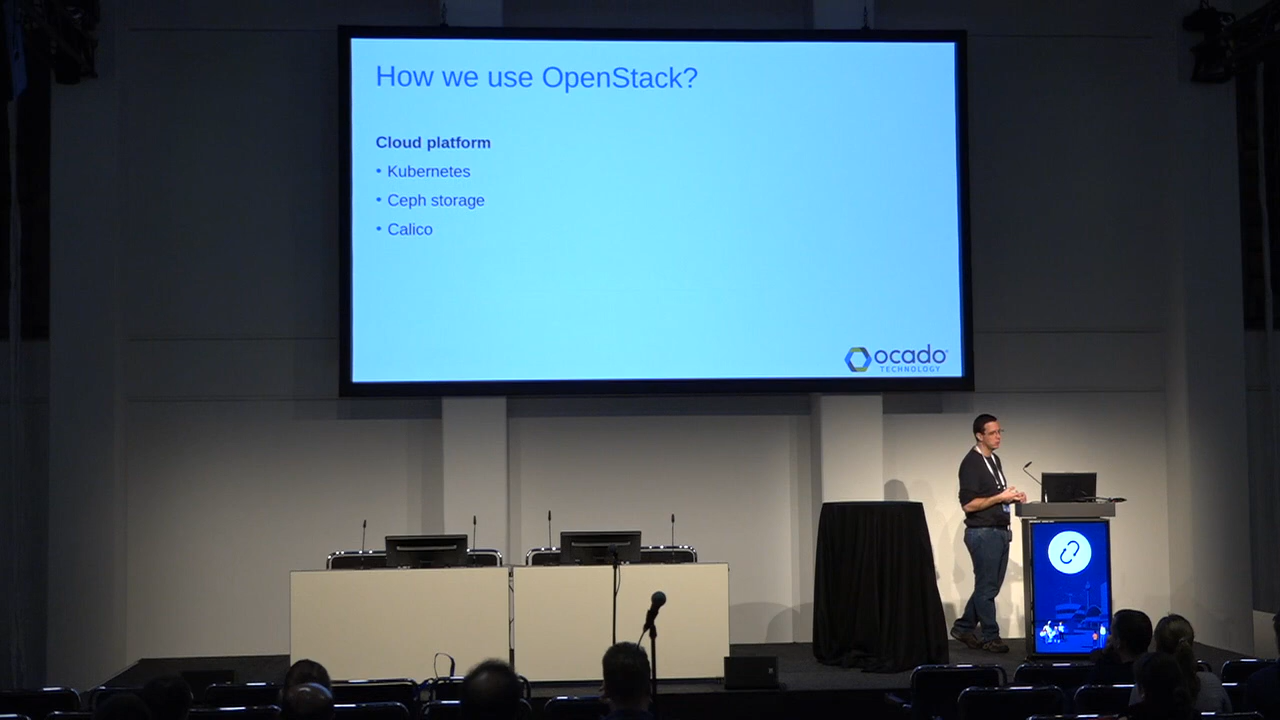 How we use OpenStack?
Cloud platform
• Kubernetes
• Ceph storage
• Calico
ocado
TECHNOLOGY